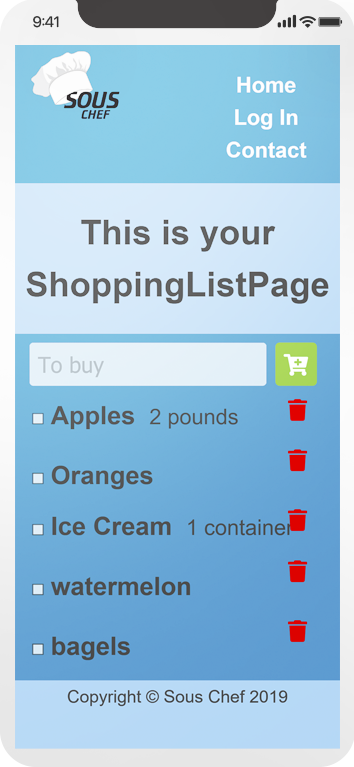 9:41
SOUS
CHEF
Home
Log In
Contact
This is your
ShoppingListPage
To buy
Apples 2 pounds
Oranges
Ice Cream 1 container
watermelon
bagels
Copyright © Sous Chef 2019